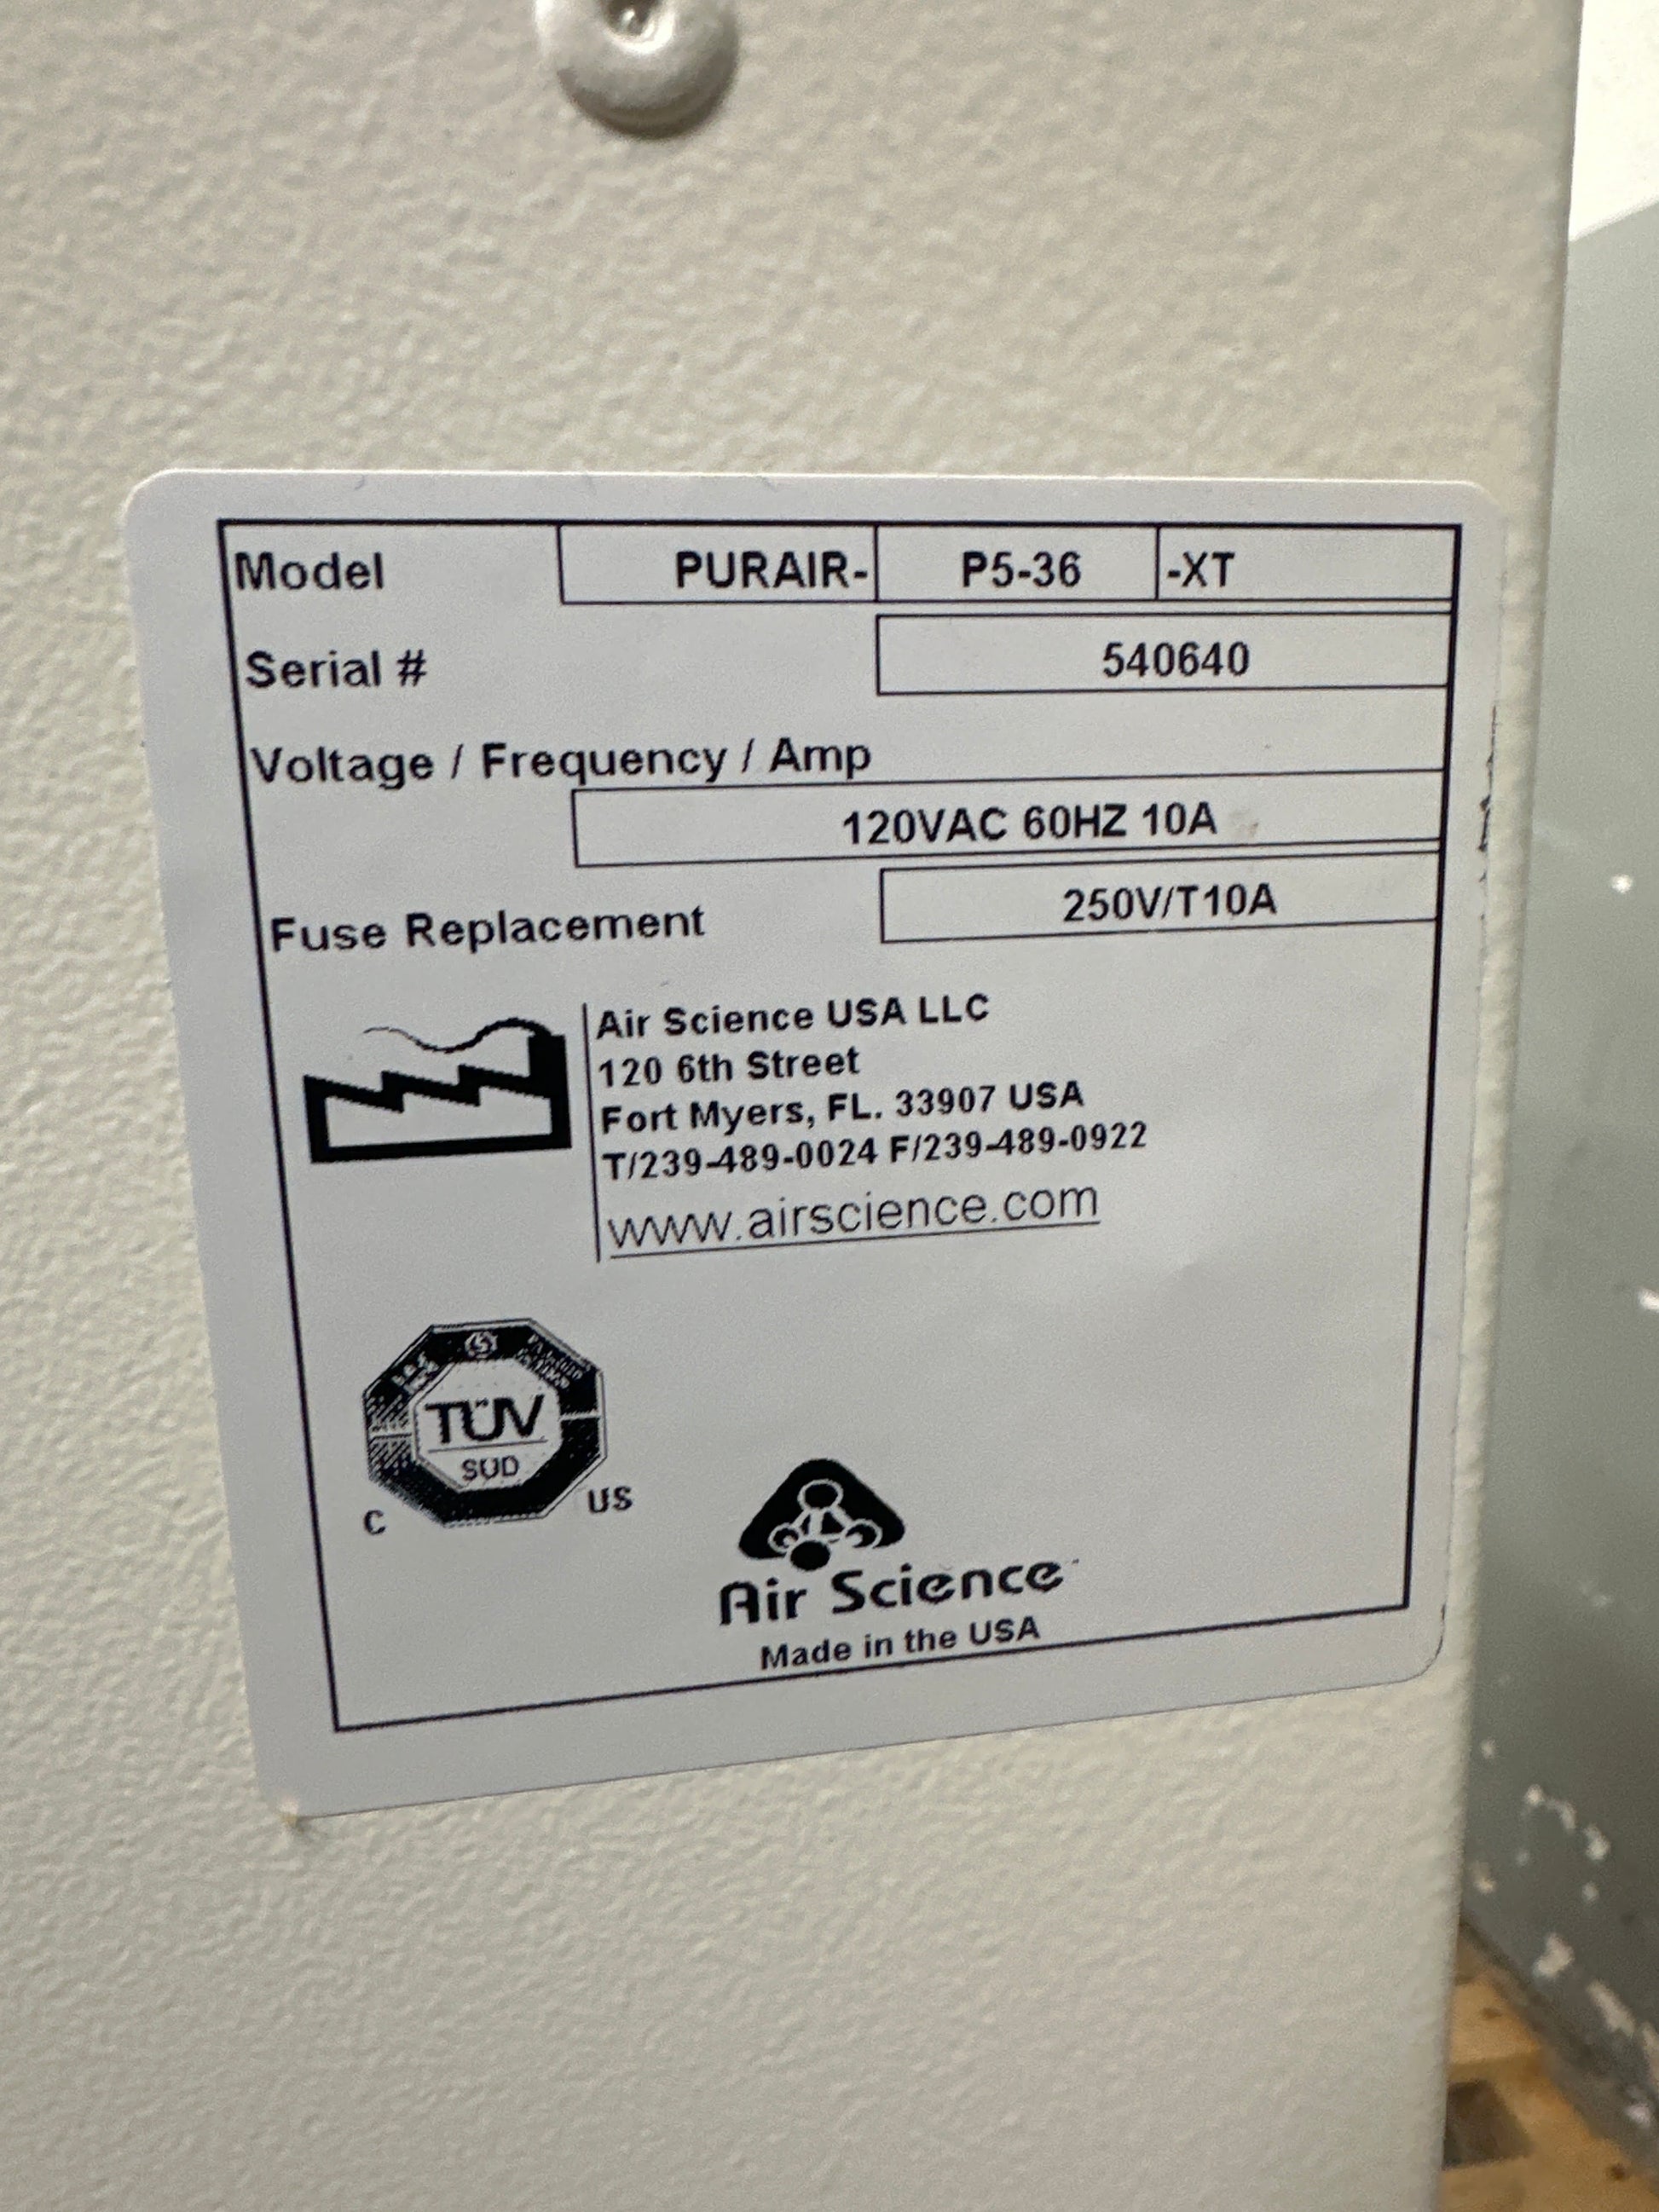 Model PURAIR- P5-36 -XT
Serial # 540640
Voltage / Frequency / Amp
120VAC 60HZ 10A
Fuse Replacement 250V/T10A
Air Science USA LLC
120 6th Street
Fort Myers, FL. 33907 USA
T/239-489-0024 F/239-489-0922
www.airscience.com
TÜV
SUD
C US
Air Science
Made in the USA